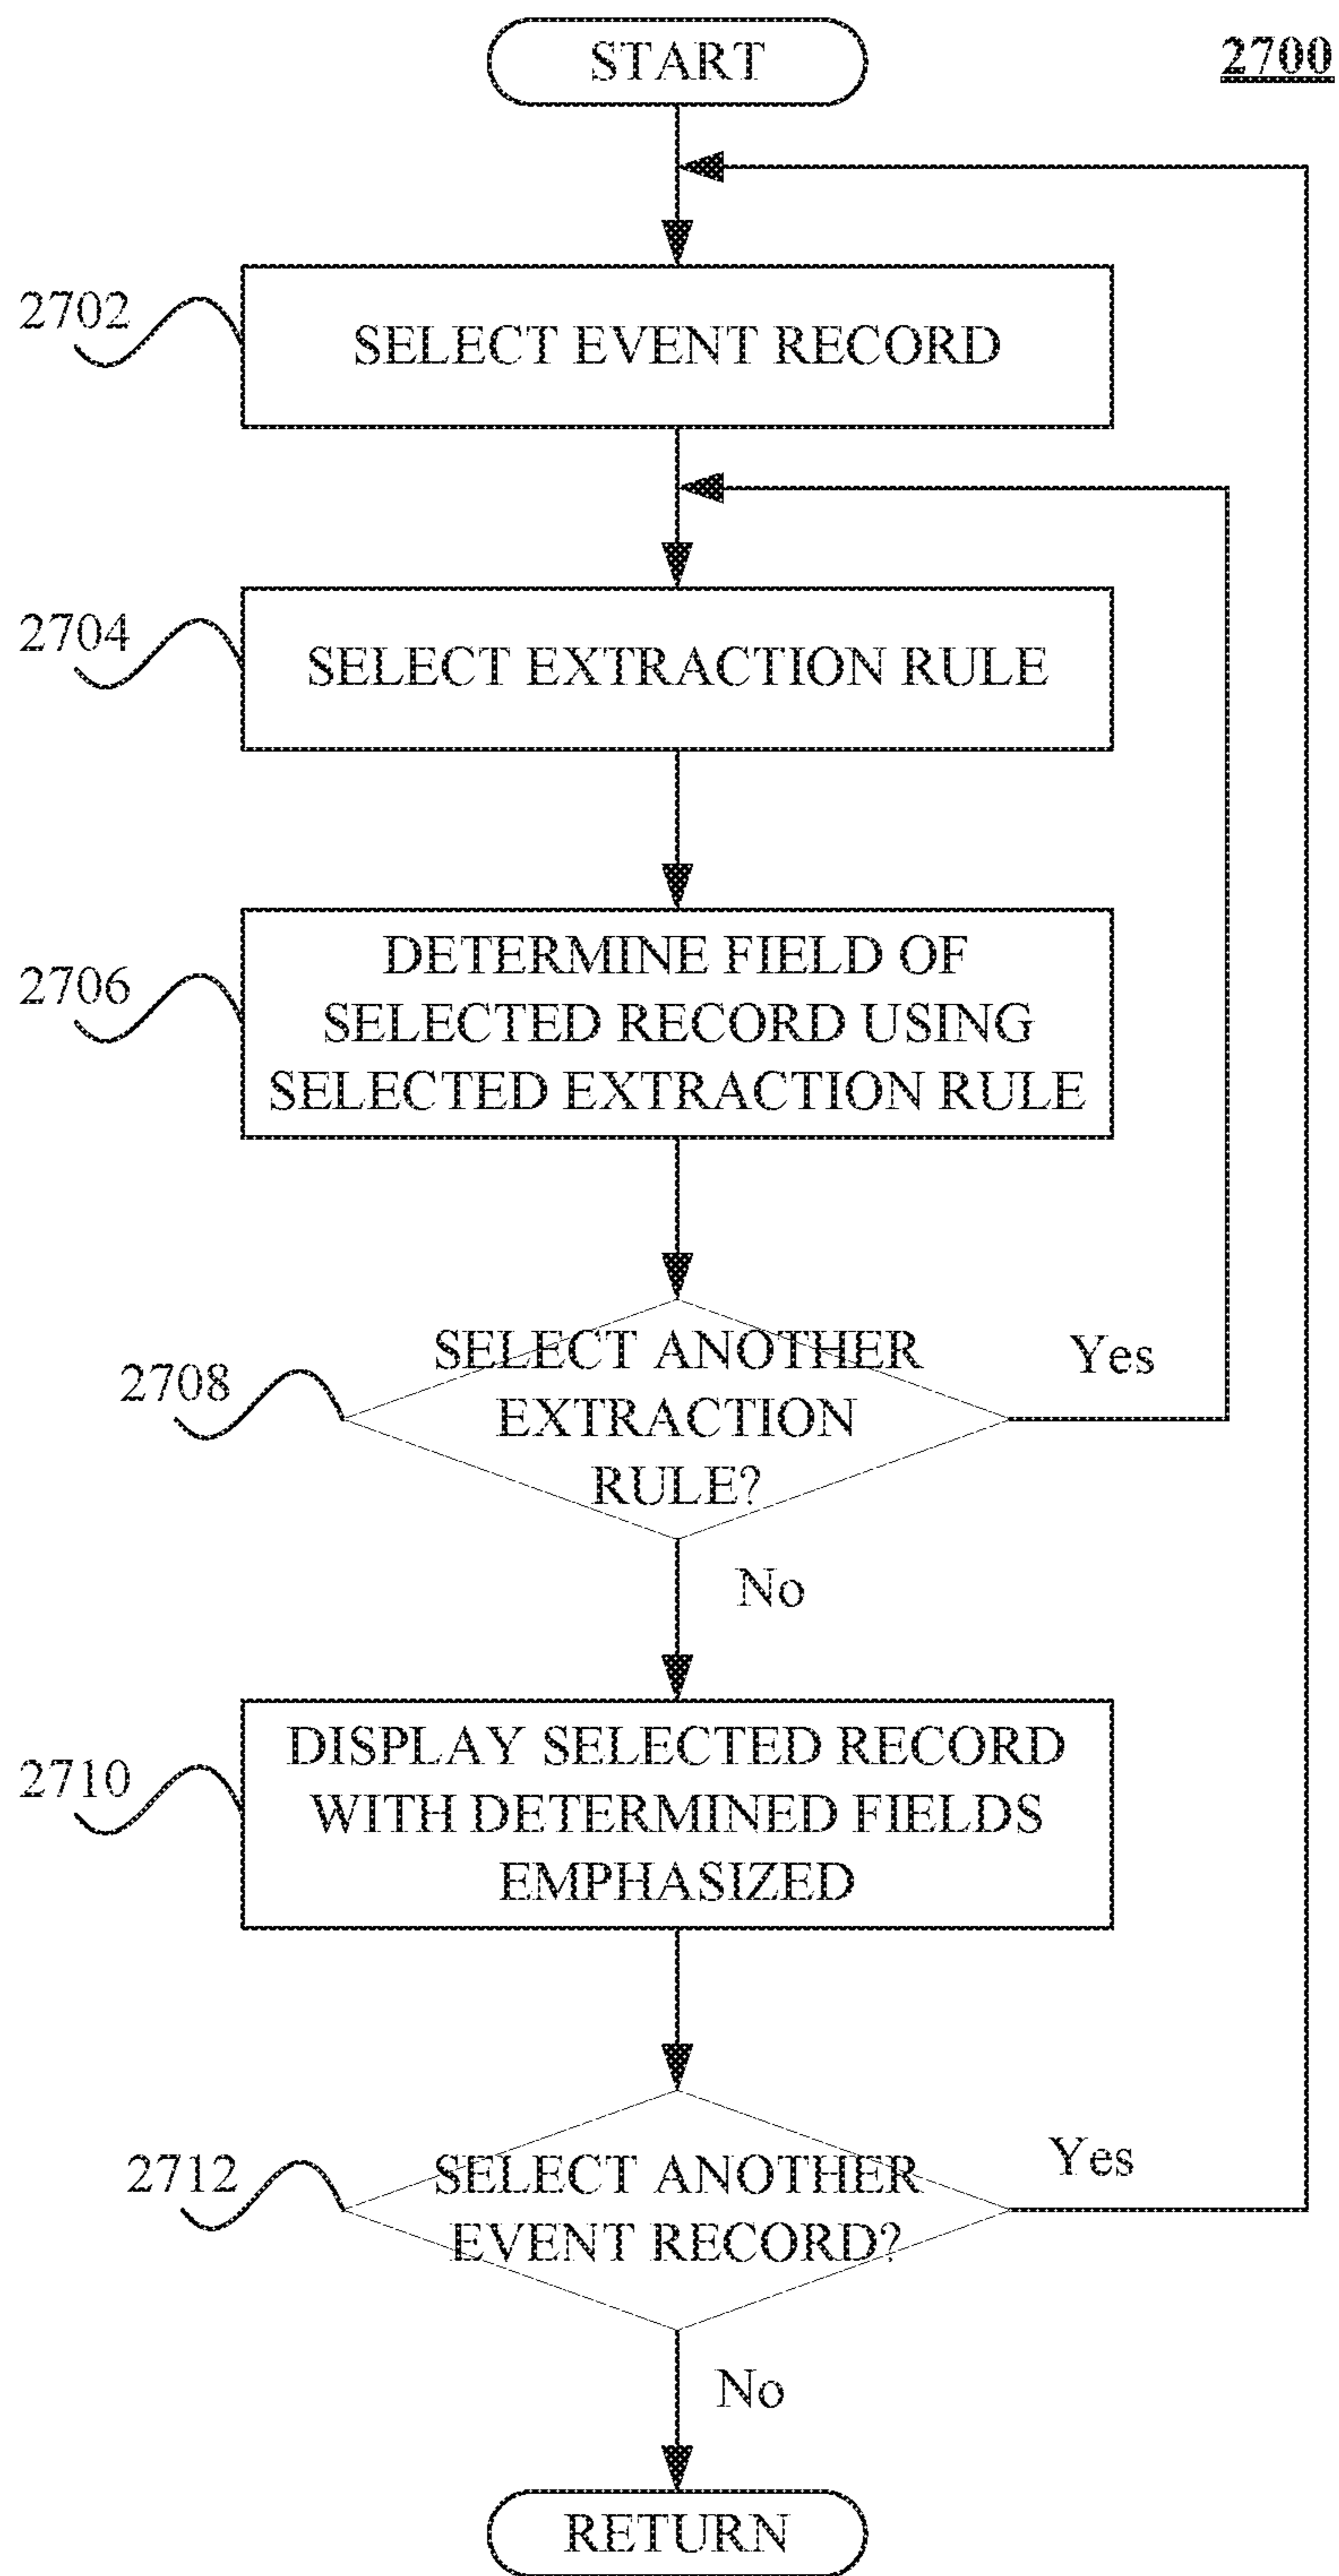 START
2700
2702
SELECT EVENT RECORD
2704
SELECT EXTRACTION RULE
2706
DETERMINE FIELD OF
SELECTED RECORD USING
SELECTED EXTRACTION RULE
2708
SELECT ANOTHER
EXTRACTION
RULE?
Yes
No
2710
DISPLAY SELECTED RECORD
WITH DETERMINED FIELDS
EMPHASIZED
2712
SELECT ANOTHER
EVENT RECORD?
Yes
No
RETURN